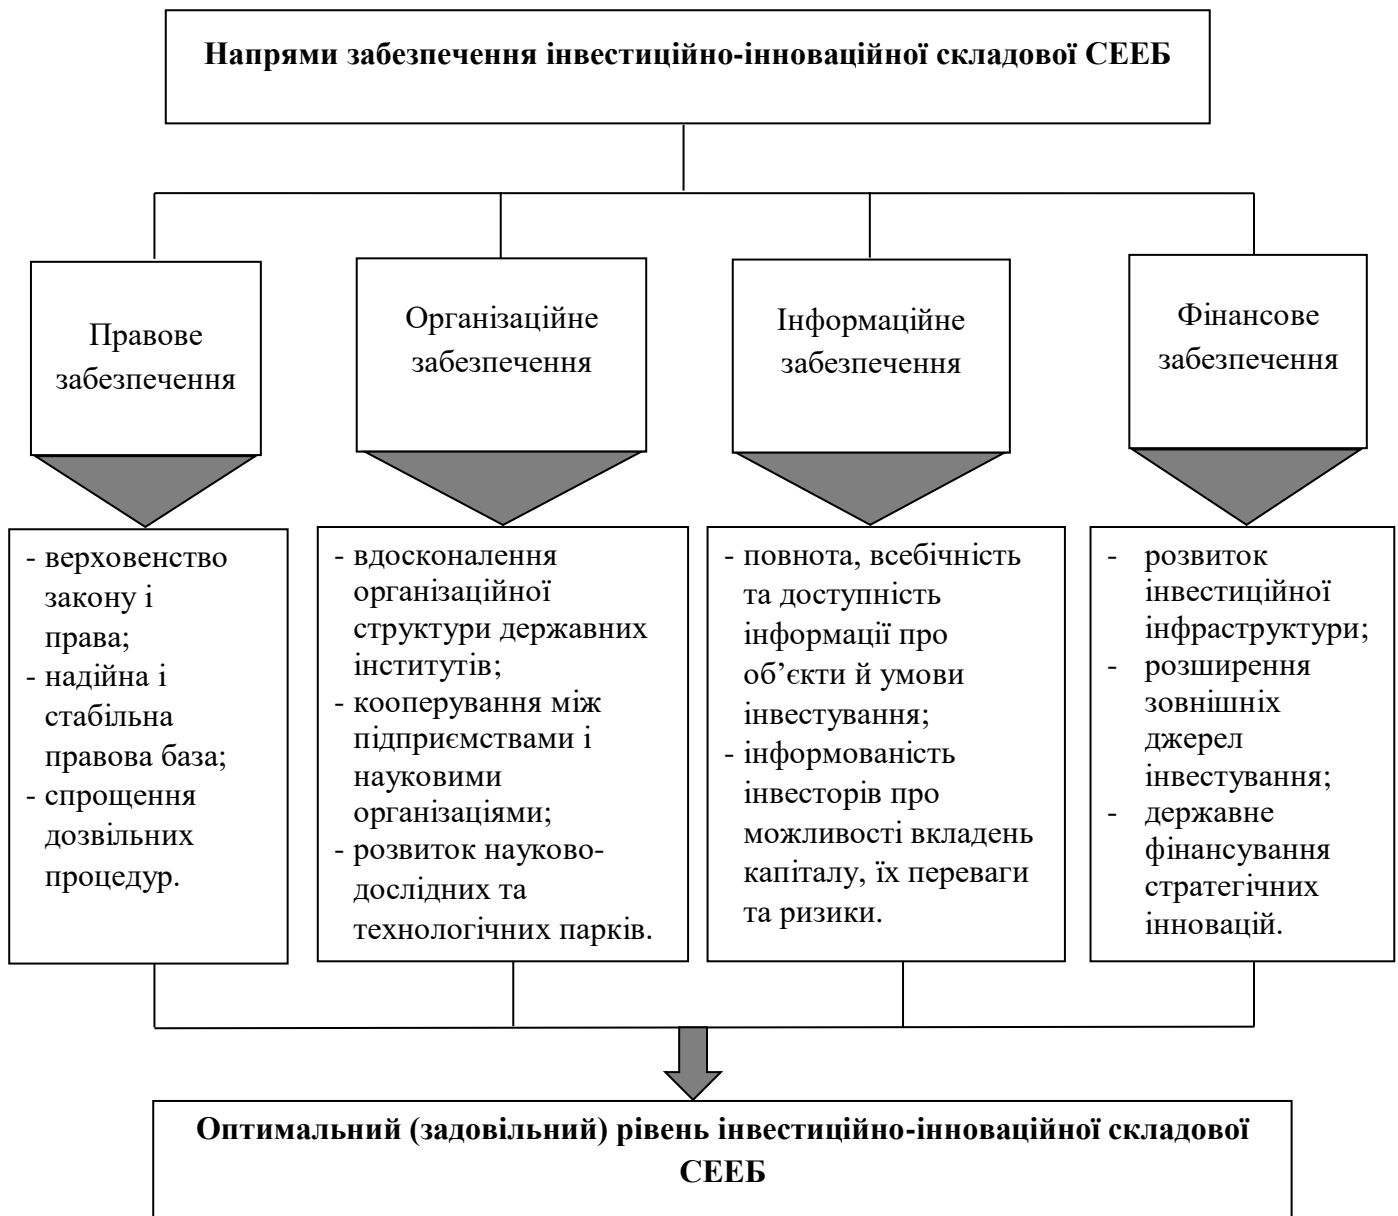 Напрями забезпечення інвестиційно-інноваційної складової СЕЕБ
Правове
забезпечення
Організаційне
забезпечення
Інформаційне
забезпечення
Фінансове
забезпечення
- верховенство
закону і
права;
- надійна і
стабільна
правова база;
- спрощення
дозвільних
процедур.
- вдосконалення
організаційної
структури державних
інститутів;
- кооперування між
підприємствами і
науковими
організаціями;
- розвиток науково-
дослідних та
технологічних парків.
- повнота, всебічність
та доступність
інформації про
об’єкти й умови
інвестування;
- інформованість
інвесторів про
можливості вкладень
капіталу, їх переваги
та ризики.
- розвиток
інвестиційної
інфраструктури;
- розширення
зовнішніх
джерел
інвестування;
- державне
фінансування
стратегічних
інновацій.
Оптимальний (задовільний) рівень інвестиційно-інноваційної складової
СЕЕБ